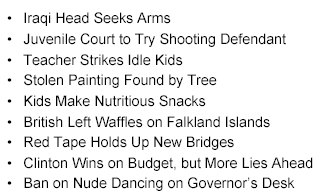 • Iraqi Head Seeks Arms
• Juvenile Court to Try Shooting Defendant
• Teacher Strikes Idle Kids
• Stolen Painting Found by Tree
• Kids Make Nutritious Snacks
• British Left Waffles on Falkland Islands
• Red Tape Holds Up New Bridges
• Clinton Wins on Budget, but More Lies Ahead
• Ban on Nude Dancing on Governor’s Desk